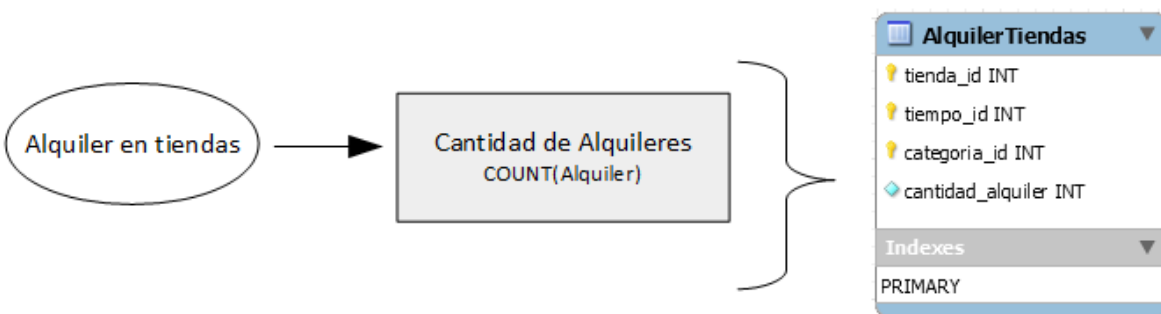 Alquiler en tiendas
Cantidad de Alquileres
COUNT(Alquiler)
AlquilerTiendas
tienda_id INT
tiempo_id INT
categoria_id INT
cantidad_alquiler INT
Indexes
PRIMARY